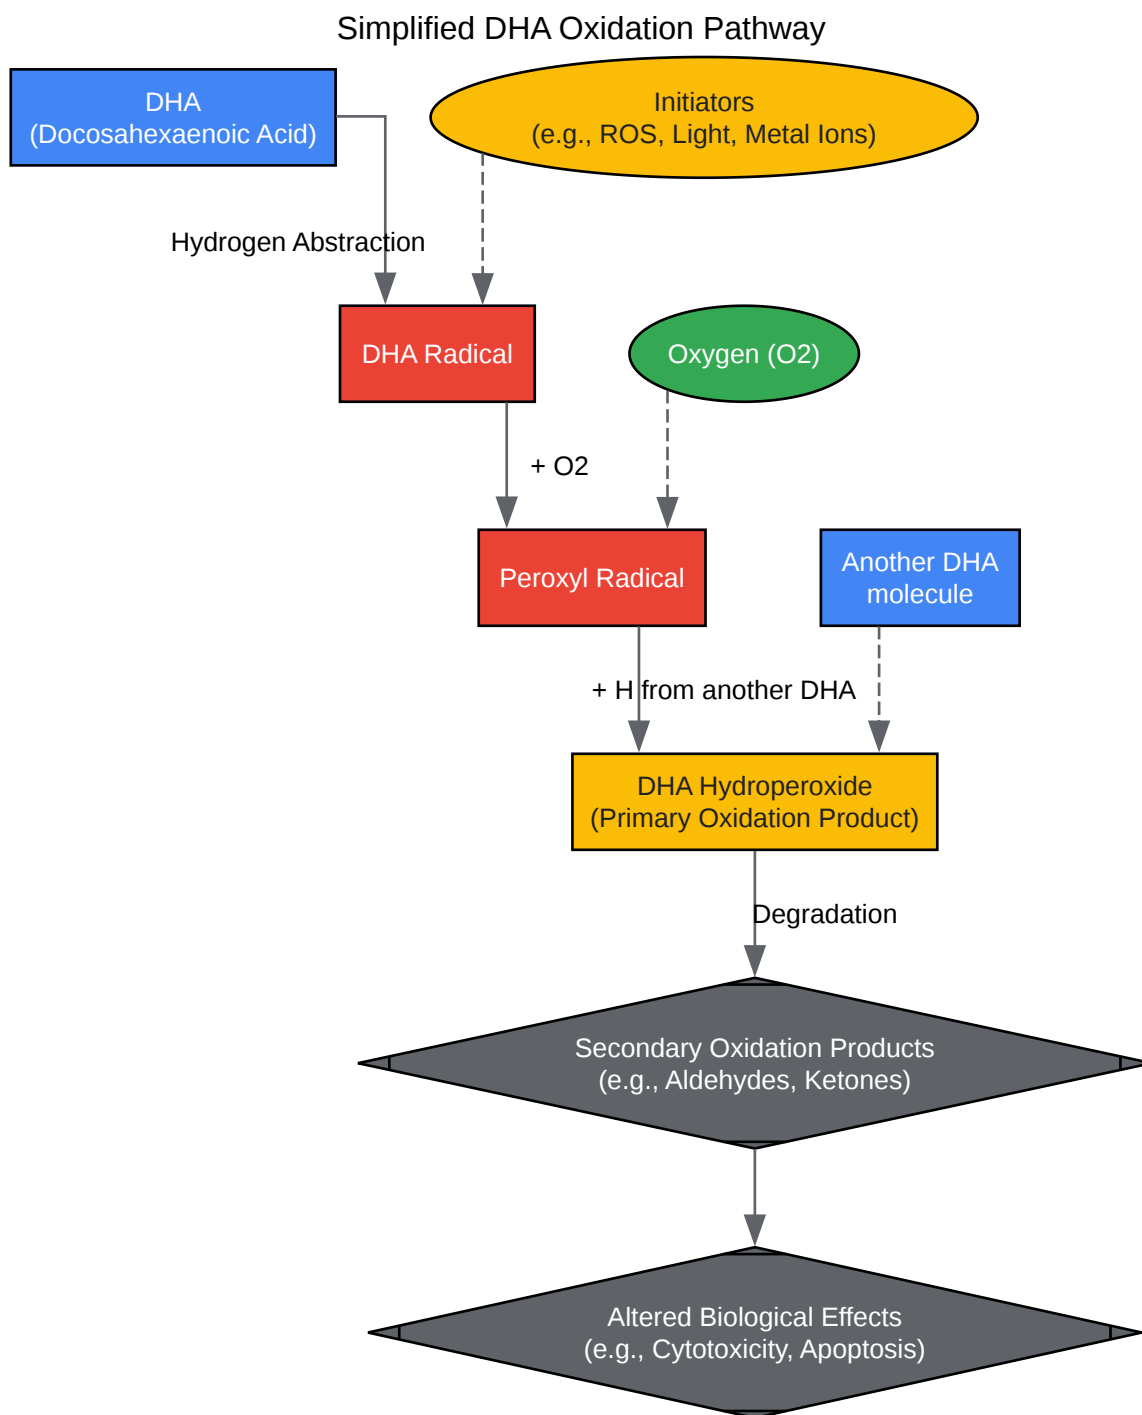 Simplified DHA Oxidation Pathway
DHA
(Docosahexaenoic Acid)
Initiators
(e.g., ROS, Light, Metal Ions)
Hydrogen Abstraction
DHA Radical
Oxygen (O2)
+ O2
Peroxyl Radical
Another DHA
molecule
+ H from another DHA
DHA Hydroperoxide
(Primary Oxidation Product)
Degradation
Secondary Oxidation Products
(e.g., Aldehydes, Ketones)
Altered Biological Effects
(e.g., Cytotoxicity, Apoptosis)